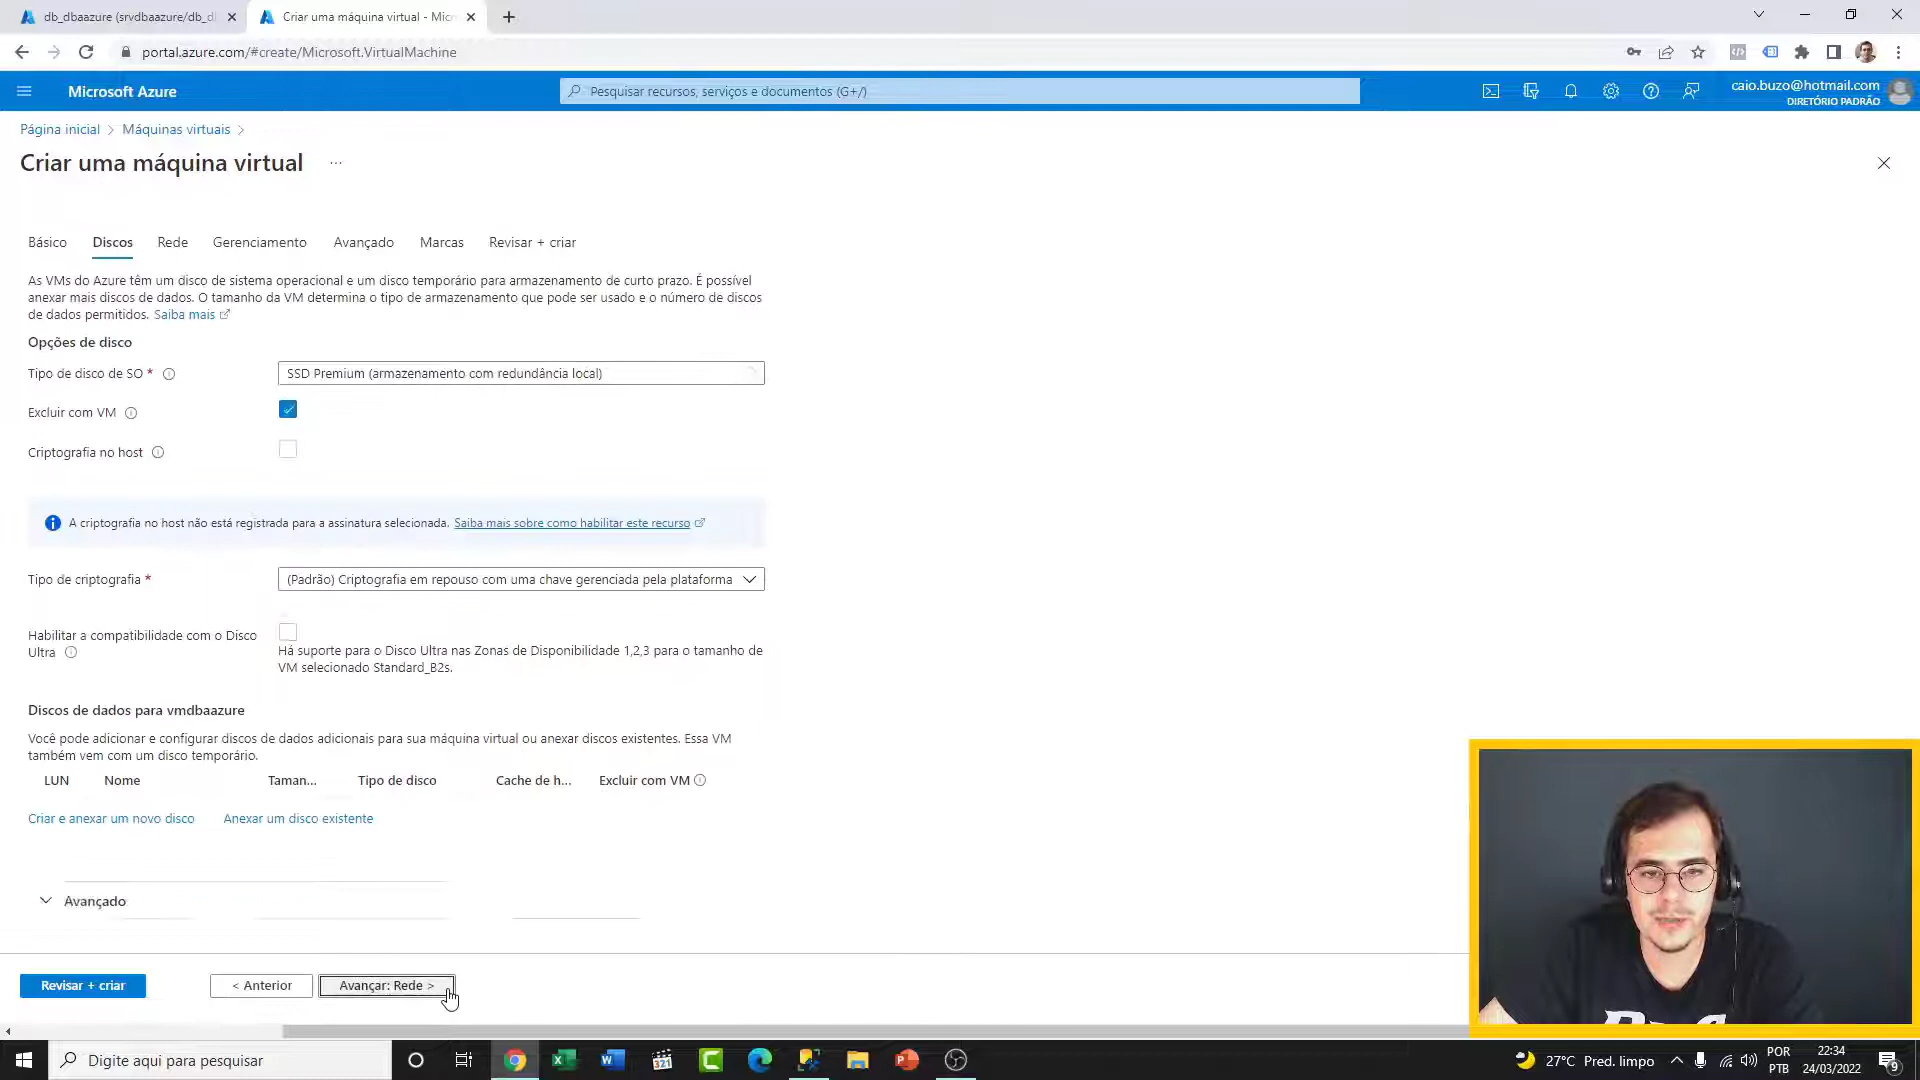 db_dbaazure (srvdbaazure/db_d
Criar uma máquina virtual - Micr
portal.azure.com/#create/Microsoft.VirtualMachine
Microsoft Azure
Pesquisar recursos, serviços e documentos (G+/)
caio.buzo@hotmail.com
DIRETÓRIO PADRÃO
Página inicial > Máquinas virtuais >
Criar uma máquina virtual ...
Básico Discos Rede Gerenciamento Avançado Marcas Revisar + criar
As VMs do Azure têm um disco de sistema operacional e um disco temporário para armazenamento de curto prazo. É possível
anexar mais discos de dados. O tamanho da VM determina o tipo de armazenamento que pode ser usado e o número de discos
de dados permitidos. Saiba mais
Opções de disco
Tipo de disco de SO *
SSD Premium (armazenamento com redundância local)
Excluir com VM
Criptografia no host
A criptografia no host não está registrada para a assinatura selecionada. Saiba mais sobre como habilitar este recurso
Tipo de criptografia *
(Padrão) Criptografia em repouso com uma chave gerenciada pela plataforma
Habilitar a compatibilidade com o Disco
Ultra
Há suporte para o Disco Ultra nas Zonas de Disponibilidade 1,2,3 para o tamanho de
VM selecionado Standard_B2s.
Discos de dados para vmdbaazure
Você pode adicionar e configurar discos de dados adicionais para sua máquina virtual ou anexar discos existentes. Essa VM
também vem com um disco temporário.
LUN Nome Taman... Tipo de disco Cache de h... Excluir com VM
Criar e anexar um novo disco Anexar um disco existente
Avançado
Revisar + criar
< Anterior
Avançar: Rede >
Digite aqui para pesquisar
27°C Pred. limpo
POR
PTB
22:34
24/03/2022
9